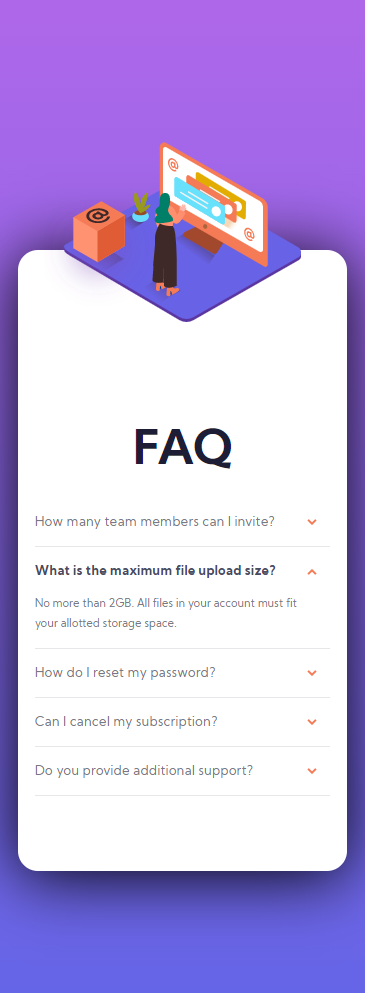 @
@
@
FAQ
How many team members can I invite?
What is the maximum file upload size?
No more than 2GB. All files in your account must fit
your allotted storage space.
How do I reset my password?
Can I cancel my subscription?
Do you provide additional support?